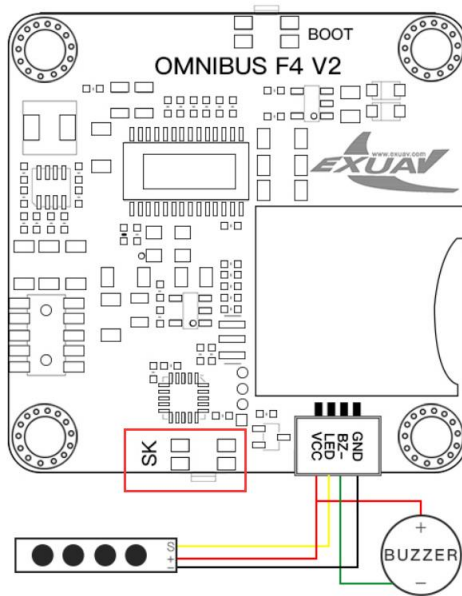 BOOT
OMNIBUS F4 V2
www.exuav.com
EXUAV
SK
VCC
LED
BZ-
GND
S
+
-
+
BUZZER
-